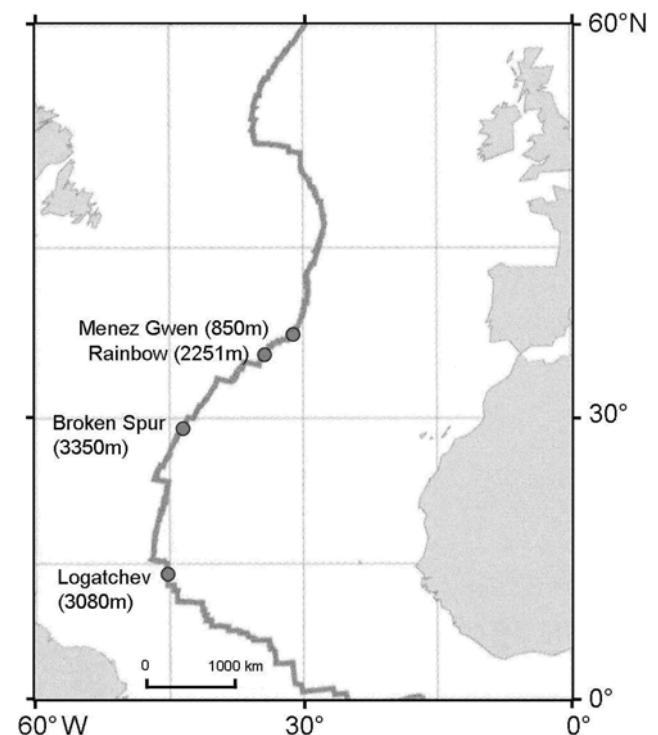 60°N
Menez Gwen (850m)
Rainbow (2251m)
30°
Broken Spur
(3350m)
Logatchev
(3080m)
0 1000 km
0°
60°W 30° 0°